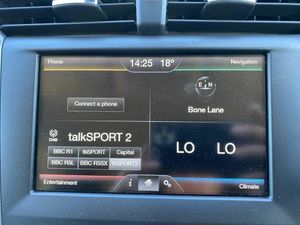 Phone
14:25 18°
Navigation
Connect a phone
E N
Bone Lane
DAB
talkSPORT 2
BBC R1 tkSPORT Capital
BBC R5L BBC R5SX tkSPORT2
LO LO
Entertainment
i
Climate